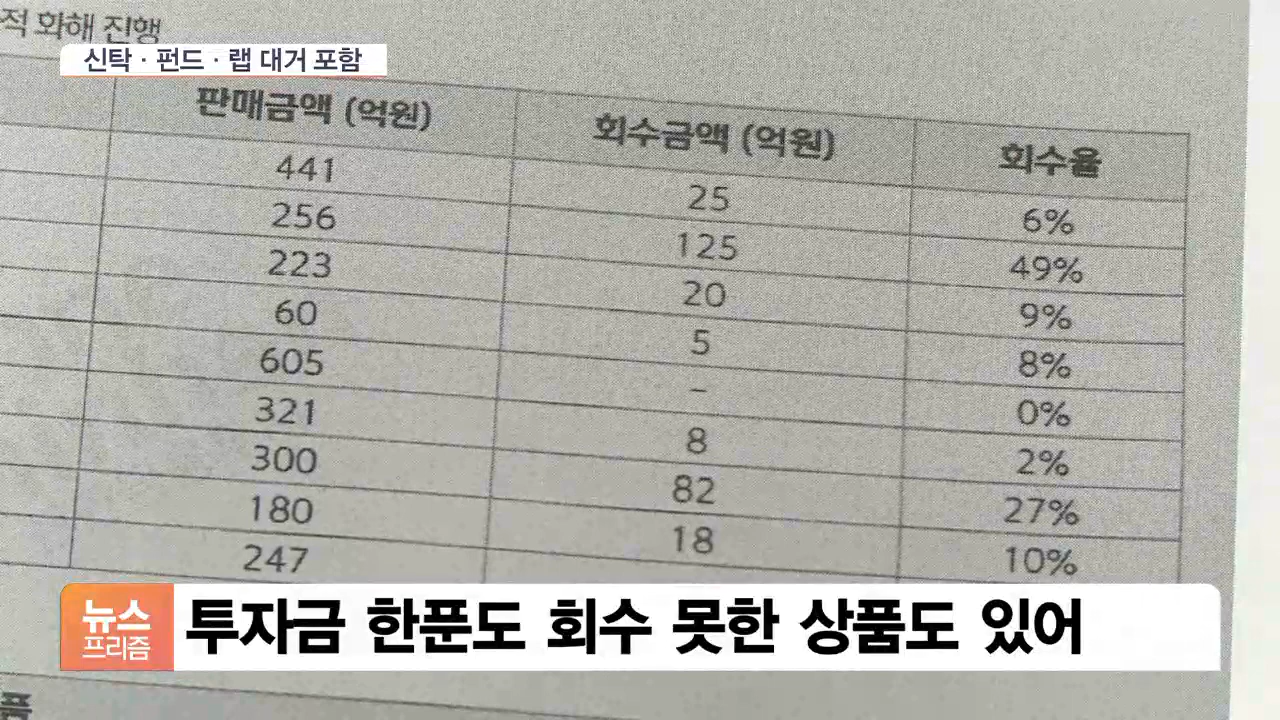 적 화해 진행
신탁·펀드·랩 대거 포함
판매금액 (억원) 회수금액 (억원) 회수율
441 25 6%
256 125 49%
223 20 9%
60 5 8%
605 - 0%
321 8 2%
300 82 27%
180 18 10%
247
뉴스
프리즘
투자금 한푼도 회수 못한 상품도 있어
품